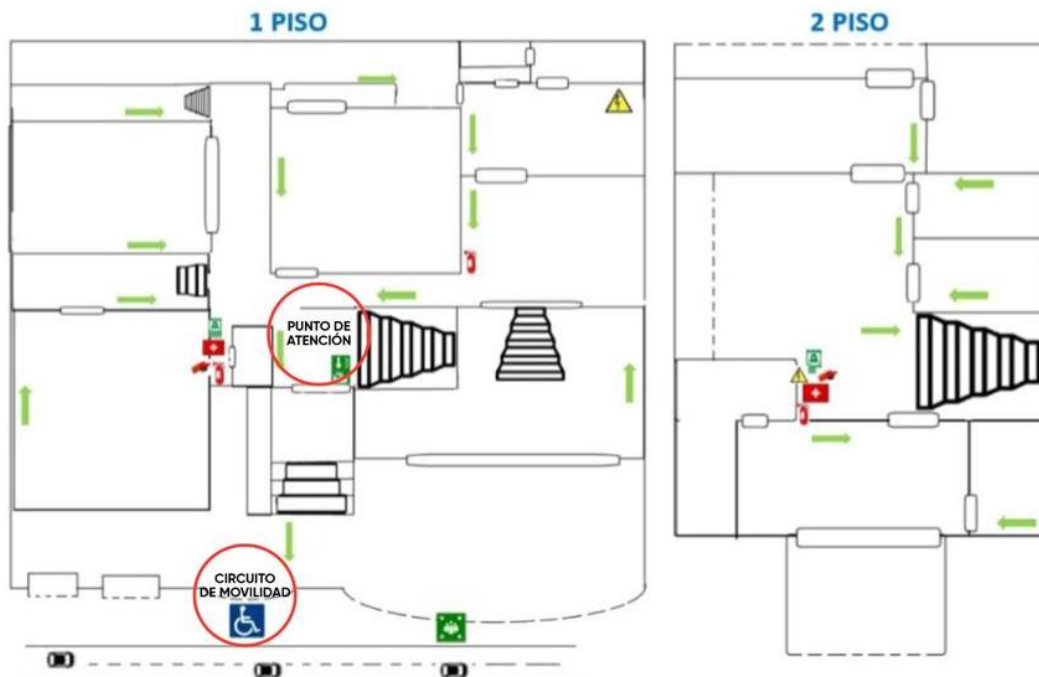 1 PISO
2 PISO
PUNTO DE
ATENCIÓN
CIRCUITO
DE MOVILIDAD